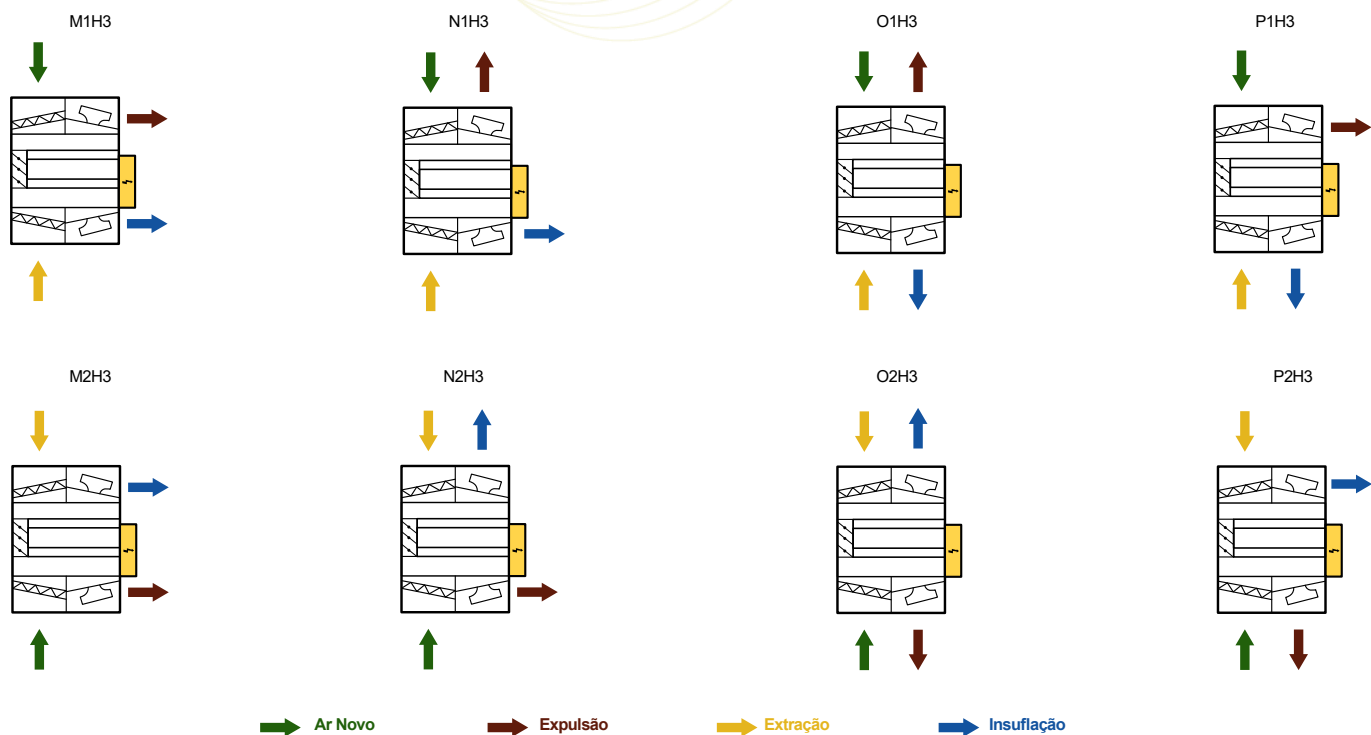 M1H3
N1H3
O1H3
P1H3
M2H3
N2H3
O2H3
P2H3
Ar Novo
Expulsão
Extração
Insuflação